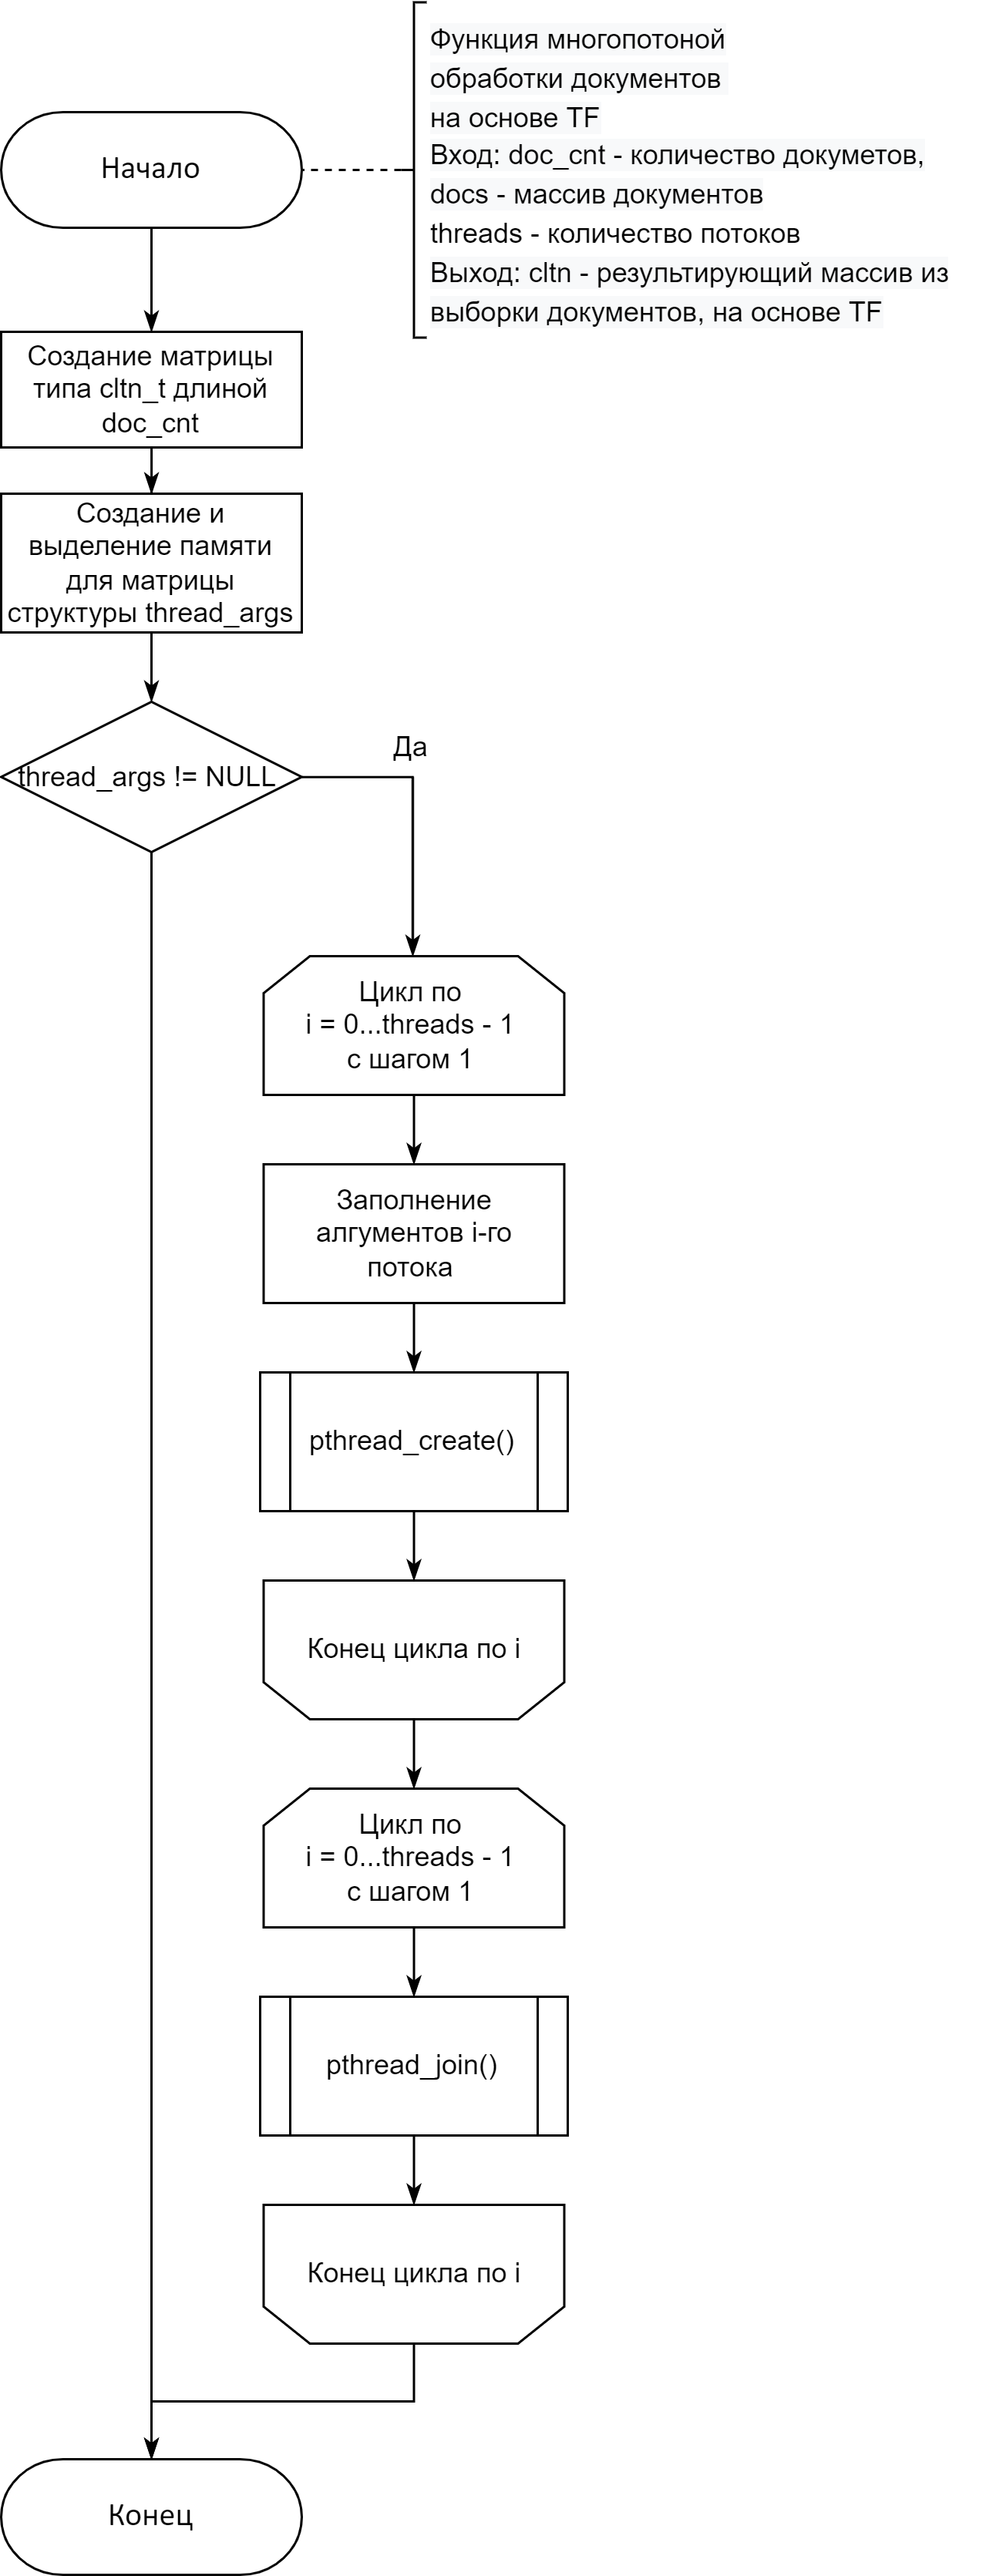 Функция многопотоной
обработки документов
на основе TF
Вход: doc_cnt - количество докуметов,
docs - массив документов
threads - количество потоков
Выход: cltn - результирующий массив из
выборки документов, на основе TF
Начало
Создание матрицы
типа cltn_t длиной
doc_cnt
Создание и
выделение памяти
для матрицы
структуры thread_args
thread_args != NULL
Да
Цикл по
i = 0...threads - 1
с шагом 1
Заполнение
алгументов i-го
потока
pthread_create()
Конец цикла по i
Цикл по
i = 0...threads - 1
с шагом 1
pthread_join()
Конец цикла по i
Конец